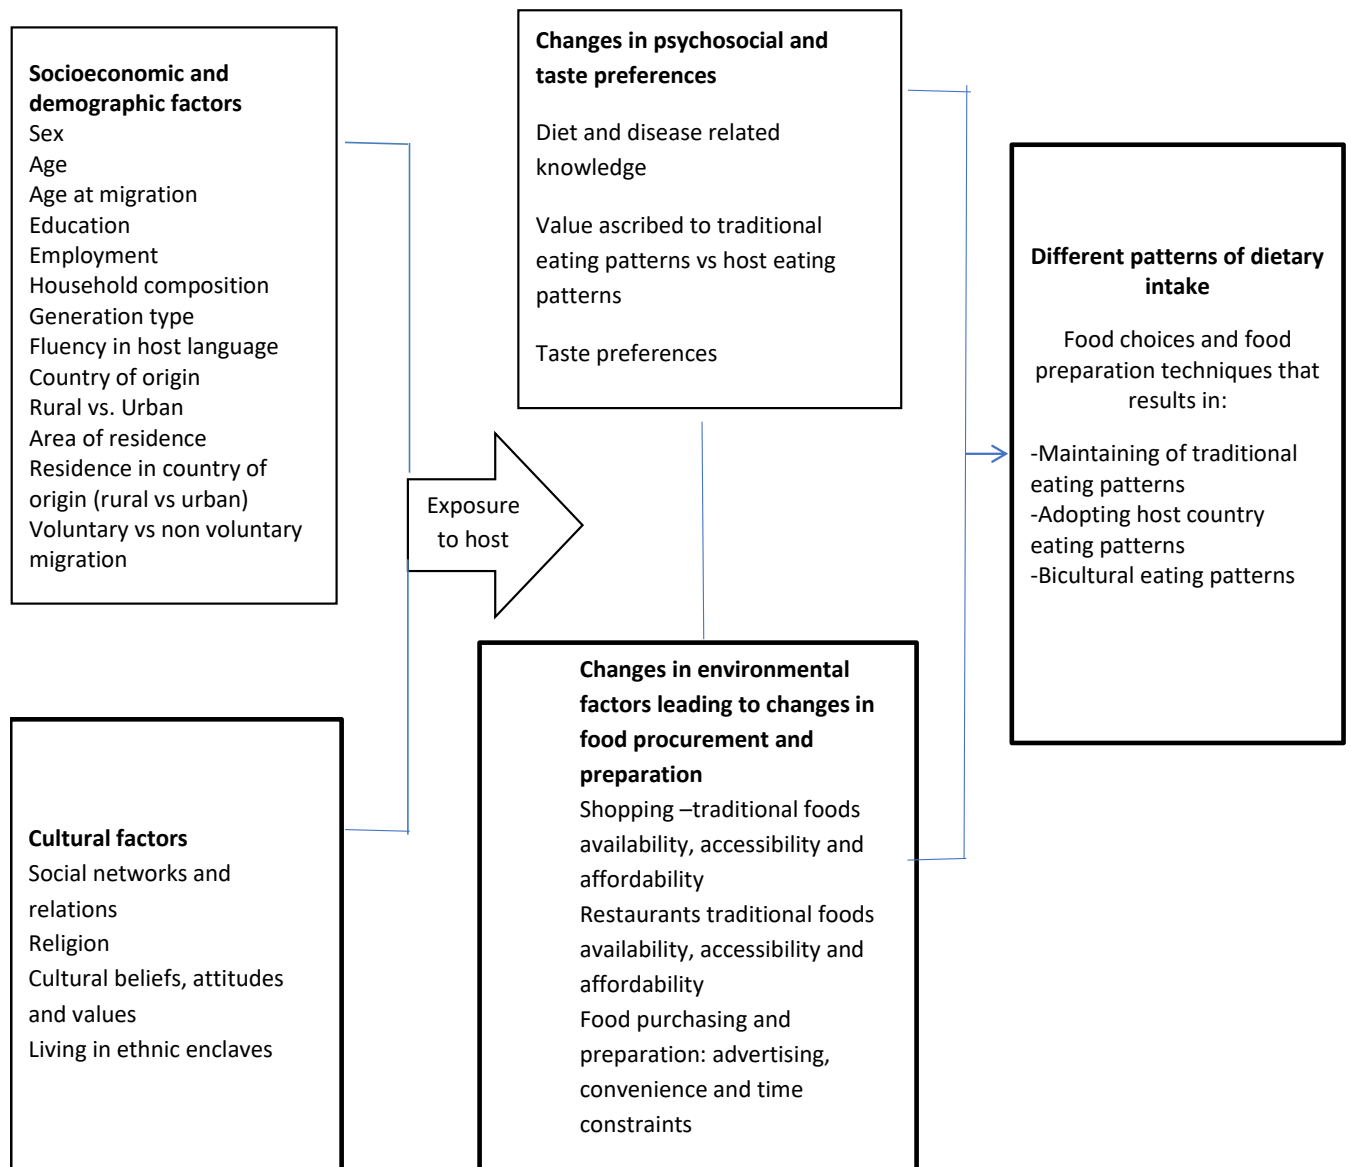 Socioeconomic and
demographic factors
Sex
Age
Age at migration
Education
Employment
Household composition
Generation type
Fluency in host language
Country of origin
Rural vs. Urban
Area of residence
Residence in country of
origin (rural vs urban)
Voluntary vs non voluntary
migration
Cultural factors
Social networks and
relations
Religion
Cultural beliefs, attitudes
and values
Living in ethnic enclaves
Exposure
to host
Changes in psychosocial and
taste preferences
Diet and disease related
knowledge
Value ascribed to traditional
eating patterns vs host eating
patterns
Taste preferences
Changes in environmental
factors leading to changes in
food procurement and
preparation
Shopping –traditional foods
availability, accessibility and
affordability
Restaurants traditional foods
availability, accessibility and
affordability
Food purchasing and
preparation: advertising,
convenience and time
constraints
Different patterns of dietary
intake
Food choices and food
preparation techniques that
results in:
-Maintaining of traditional
eating patterns
-Adopting host country
eating patterns
-Bicultural eating patterns